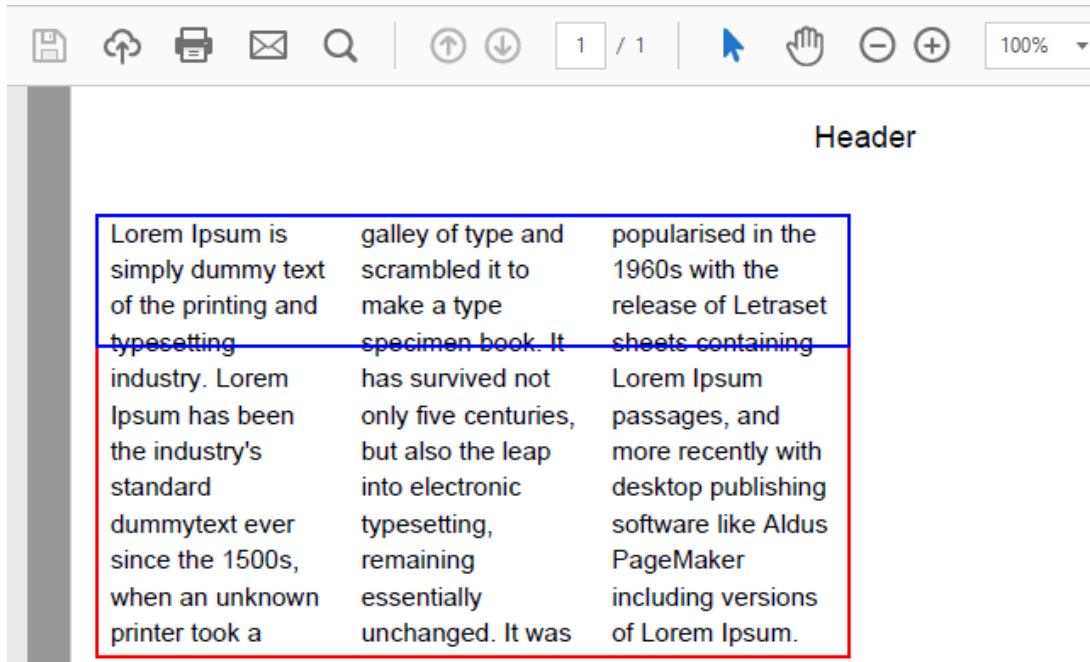 1 / 1
100%
Header
Lorem Ipsum is
simply dummy text
of the printing and
typesetting
industry. Lorem
Ipsum has been
the industry's
standard
dummytext ever
since the 1500s,
when an unknown
printer took a
galley of type and
scrambled it to
make a type
specimen book. It
has survived not
only five centuries,
but also the leap
into electronic
typesetting,
remaining
essentially
unchanged. It was
popularised in the
1960s with the
release of Letraset
sheets containing
Lorem Ipsum
passages, and
more recently with
desktop publishing
software like Aldus
PageMaker
including versions
of Lorem Ipsum.